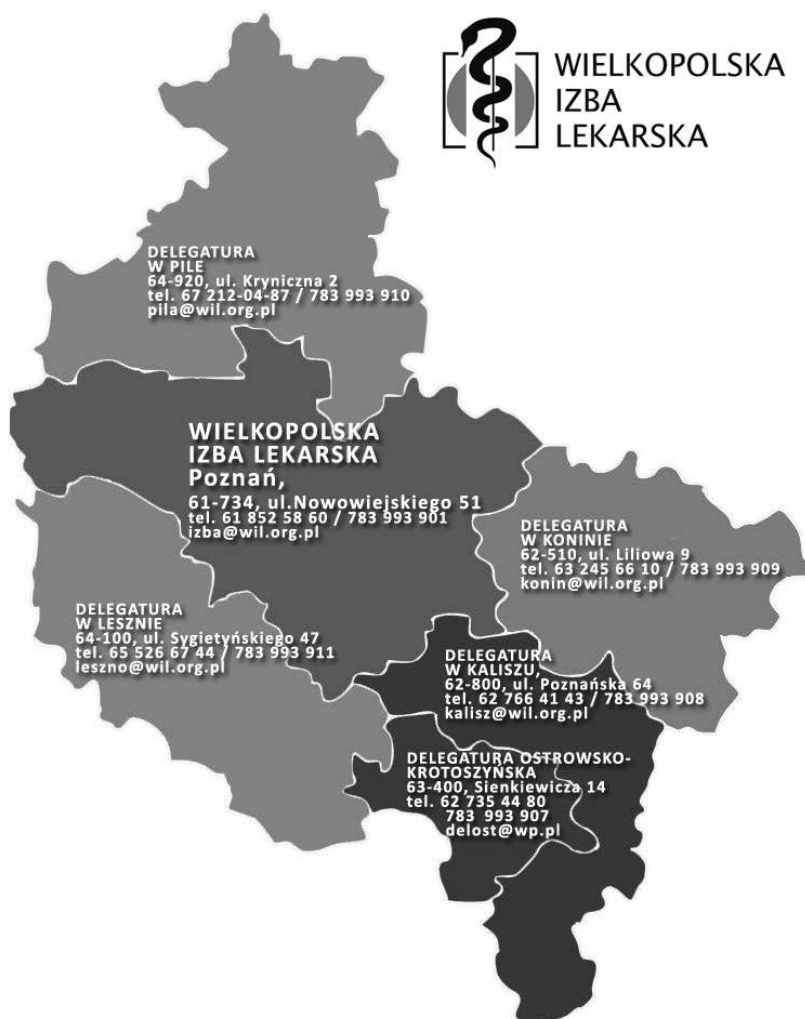 WIELKOPOLSKA
IZBA
LEKARSKA
DELEGATURA
W PILE
64-920, ul. Kryniczna 2
tel. 67 212-04-87 / 783 993 910
pila@wil.org.pl
WIELKOPOLSKA
IZBA LEKARSKA
Poznań,
61-734, ul.Nowowiejskiego 51
tel. 61 852 58 60 / 783 993 901
izba@wil.org.pl
DELEGATURA
W KONINIE
62-510, ul. Liliowa 9
tel. 63 245 66 10 / 783 993 909
konin@wil.org.pl
DELEGATURA
W LESZNIE
64-100, ul. Sygietyńskiego 47
tel. 65 526 67 44 / 783 993 911
leszno@wil.org.pl
DELEGATURA
W KALISZU,
62-800, ul. Poznańska 64
tel. 62 766 41 43 / 783 993 908
kalisz@wil.org.pl
DELEGATURA OSTROWSKO-
KROTOSZYŃSKA
63-400, Sienkiewicza 14
tel. 62 735 44 80
783 993 907
delost@wp.pl